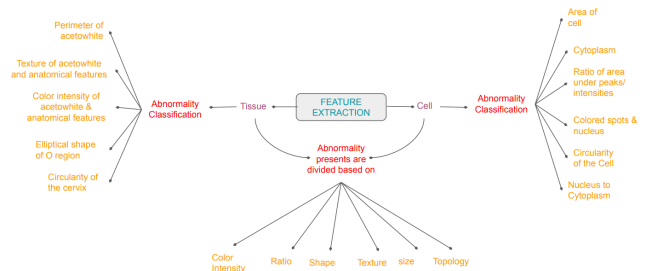 Perimeter of
acetowhite
Texture of acetowhite
and anatomical features
Color intensity of
acetowhite &
anatomical features
Elliptical shape
of O region
Circularity of
the cervix
Abnormality
Classification
Tissue
FEATURE
EXTRACTION
Cell
Abnormality
Classification
Area of
cell
Cytoplasm
Ratio of area
under peaks/
intensities
Colored spots &
nucleus
Circularity
of the Cell
Nucleus to
Cytoplasm
Abnormality
presents are
divided based on
Color
Intensity
Ratio
Shape
Texture
size
Topology